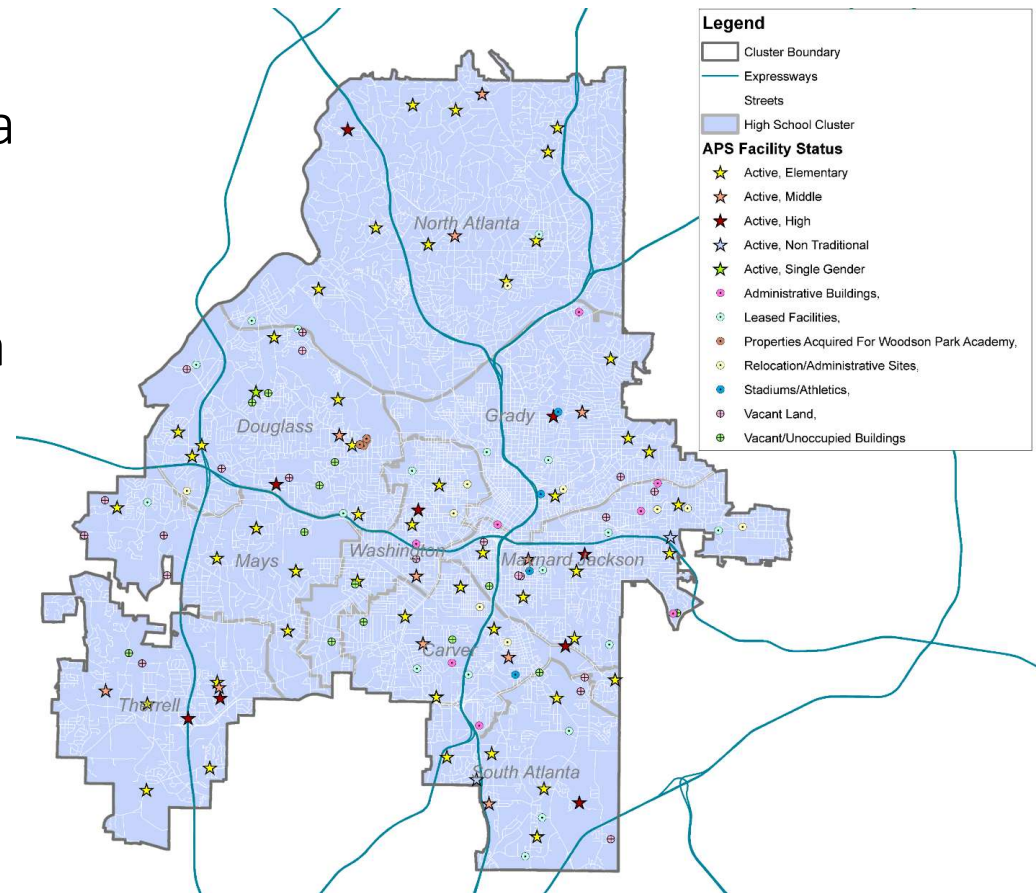 a
n
Legend
Cluster Boundary
Expressways
Streets
High School Cluster
APS Facility Status
Active, Elementary
Active, Middle
Active, High
Active, Non Traditional
Active, Single Gender
Administrative Buildings,
Leased Facilities,
Properties Acquired For Woodson Park Academy,
Relocation/Administrative Sites,
Stadiums/Athletics,
Vacant Land,
Vacant/Unoccupied Buildings
North Atlanta
Grady
Douglass
Washington
Maynard Jackson
Mays
Carver
Therrell
South Atlanta